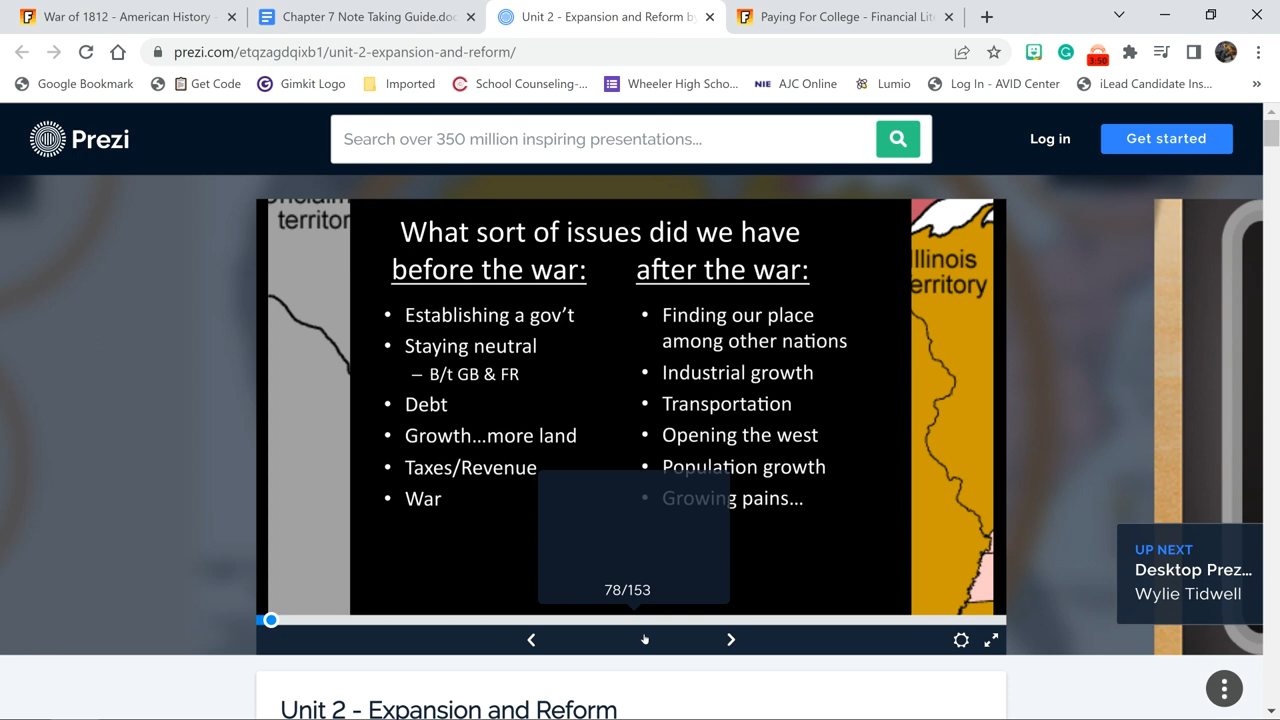 War of 1812 - American History -
Chapter 7 Note Taking Guide.doc
Unit 2 - Expansion and Reform by
Paying For College - Financial Lit
prezi.com/etqzagdqixb1/unit-2-expansion-and-reform/
3:50
Google Bookmark
Get Code
Gimkit Logo
Imported
School Counseling-...
Wheeler High Scho...
NIE AJC Online
Lumio
Log In - AVID Center
iLead Candidate Ins...
»
Prezi
Search over 350 million inspiring presentations...
Log in
Get started
territor
What sort of issues did we have
before the war:
after the war:
• Establishing a gov't
• Staying neutral
– B/t GB & FR
• Debt
• Growth...more land
• Taxes/Revenue
• War
• Finding our place
among other nations
• Industrial growth
• Transportation
• Opening the west
• Population growth
• Growing pains...
Illinois
erritory
78/153
UP NEXT
Desktop Prez...
Wylie Tidwell
Unit 2 - Expansion and Reform